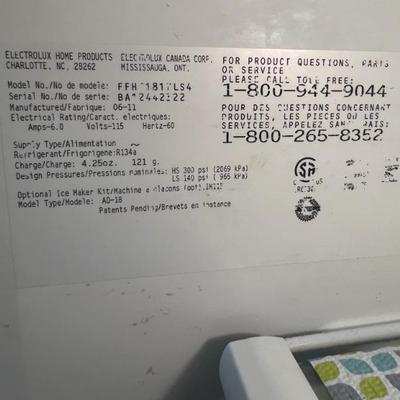 ELECTROLUX HOME PRODUCTS
CHARLOTTE, NC, 28262
ELECTROLUX CANADA CORP.
MISSISSAUGA, ONT.
FOR PRODUCT QUESTIONS, PARTS
OR SERVICE
PLEASE CALL TOLL FREE:
1-800-944-9044
POUR DES QUESTIONS CONCERNANT
PRODUITS, LES PIECES OU LES
SERVICES, APPELEZ SANS FRAIS:
1-800-265-8352
Model No./No de modele:
Serial No./No de serie:
Manufactured/Fabrique: 06-11
Electrical Rating/Caract. electriques:
Amps-6.0 Volts-115 Hertz-60
Supply Type/Alimentation ~
Refrigerant/Frigorigene: R134a
Charge/Charge: 4.25oz. 121 g.
Design Pressures/Pressions nominales: HS 300 psi (2069 kPa)
LS 140 psi ( 965 kPa)
Optional Ice Maker Kit/Machine a glacons (opt).IM115
Model Type/Modele: AD-18
Patents Pending/Brevets en instance